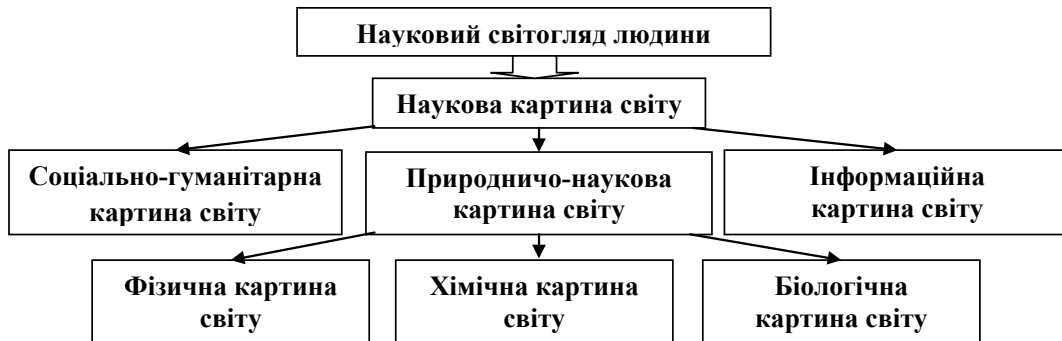 Науковий світогляд людини
Наукова картина світу
Соціально-гуманітарна
картина світу
Природничо-наукова
картина світу
Інформаційна
картина світу
Фізична картина
світу
Хімічна картина
світу
Біологічна
картина світу